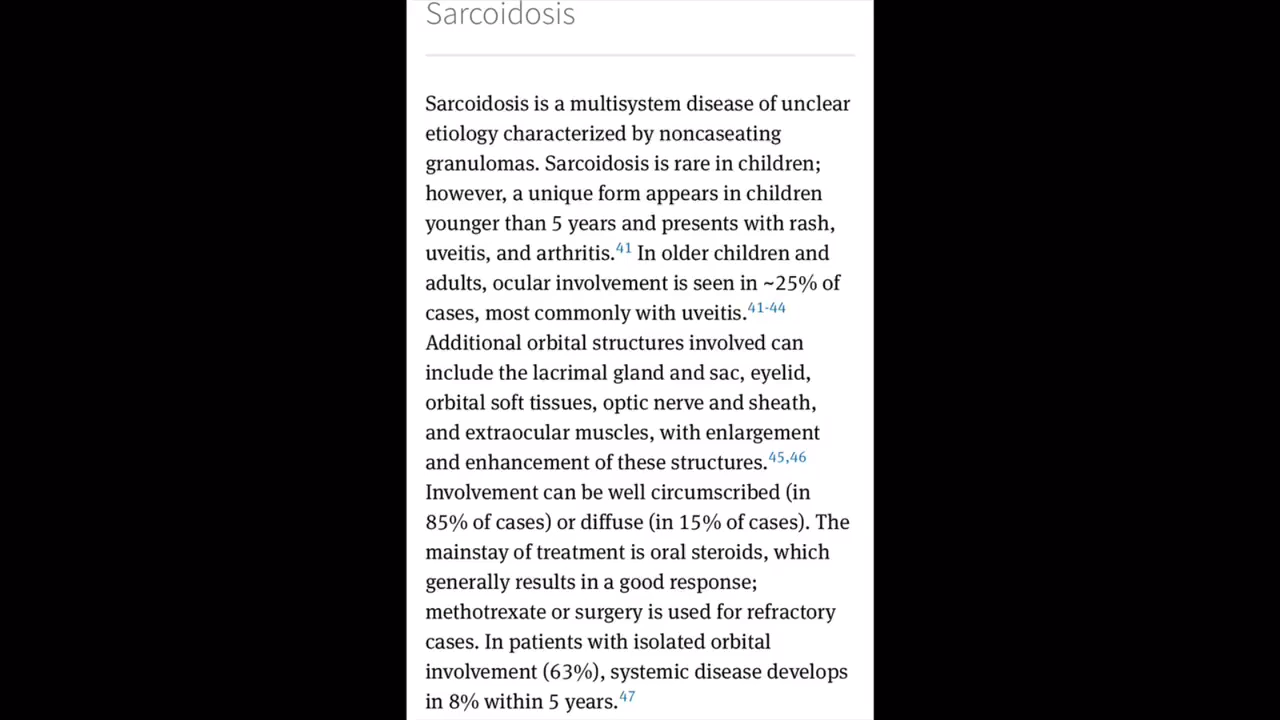 Sarcoidosis
Sarcoidosis is a multisystem disease of unclear
etiology characterized by noncaseating
granulomas. Sarcoidosis is rare in children;
however, a unique form appears in children
younger than 5 years and presents with rash,
uveitis, and arthritis.41 In older children and
adults, ocular involvement is seen in ~25% of
cases, most commonly with uveitis.41-44
Additional orbital structures involved can
include the lacrimal gland and sac, eyelid,
orbital soft tissues, optic nerve and sheath,
and extraocular muscles, with enlargement
and enhancement of these structures.45,46
Involvement can be well circumscribed (in
85% of cases) or diffuse (in 15% of cases). The
mainstay of treatment is oral steroids, which
generally results in a good response;
methotrexate or surgery is used for refractory
cases. In patients with isolated orbital
involvement (63%), systemic disease develops
in 8% within 5 years.47